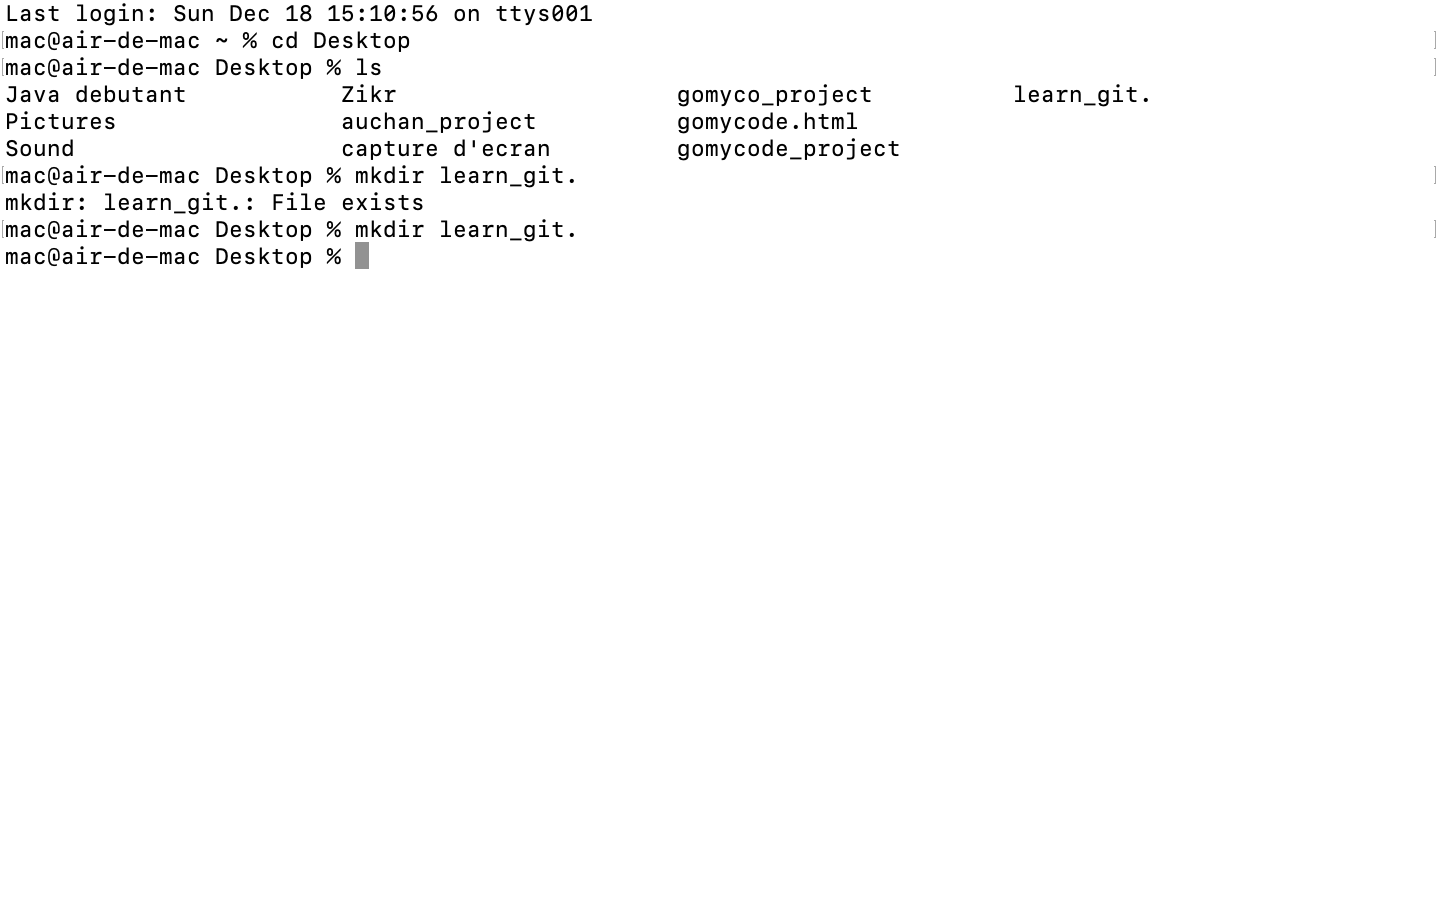 Last login: Sun Dec 18 15:10:56 on ttys001
[mac@air-de-mac ~ % cd Desktop ]
[mac@air-de-mac Desktop % ls ]
Java debutant Zikr gomyco_project learn_git.
Pictures auchan_project gomycode.html
Sound capture d'ecran gomycode_project
[mac@air-de-mac Desktop % mkdir learn_git. ]
mkdir: learn_git.: File exists
[mac@air-de-mac Desktop % mkdir learn_git. ]
mac@air-de-mac Desktop %